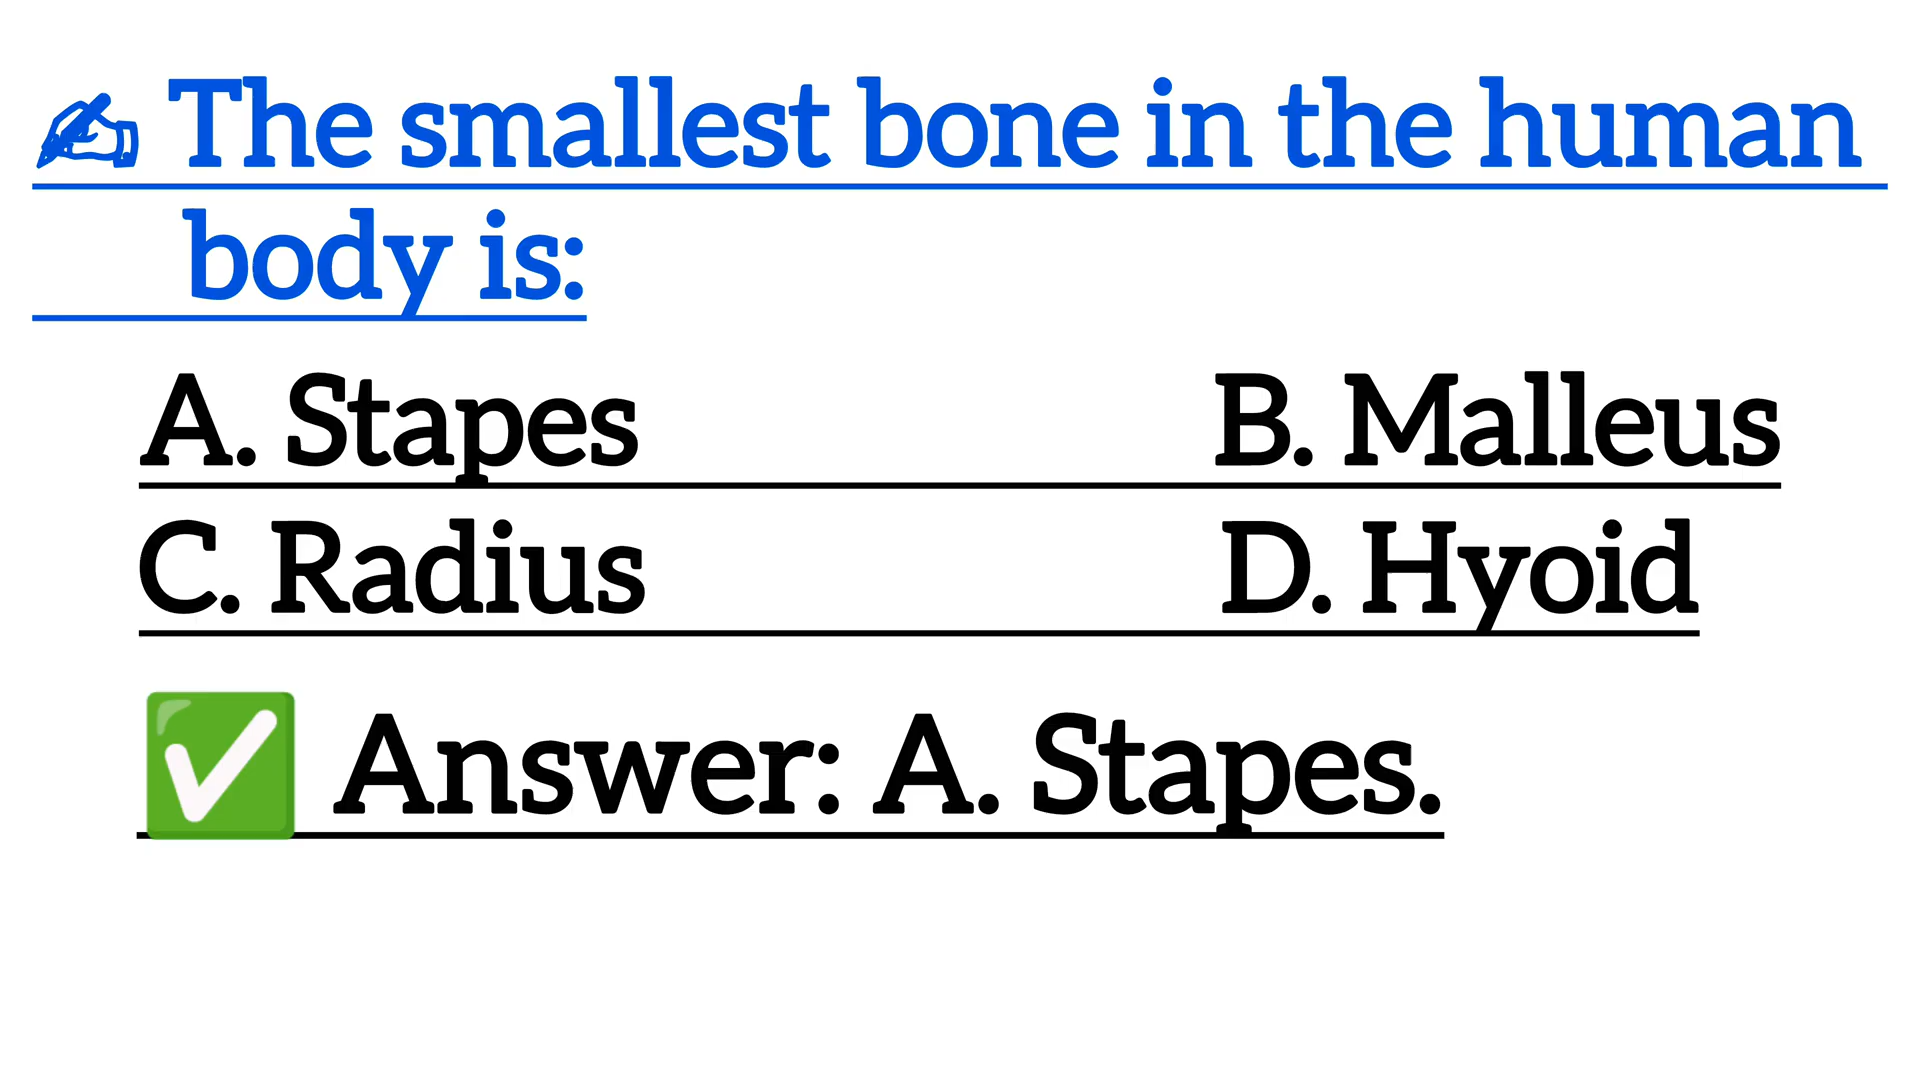 ✍ The smallest bone in the human
body is:
A. Stapes B. Malleus
C. Radius D. Hyoid
✅ Answer: A. Stapes.